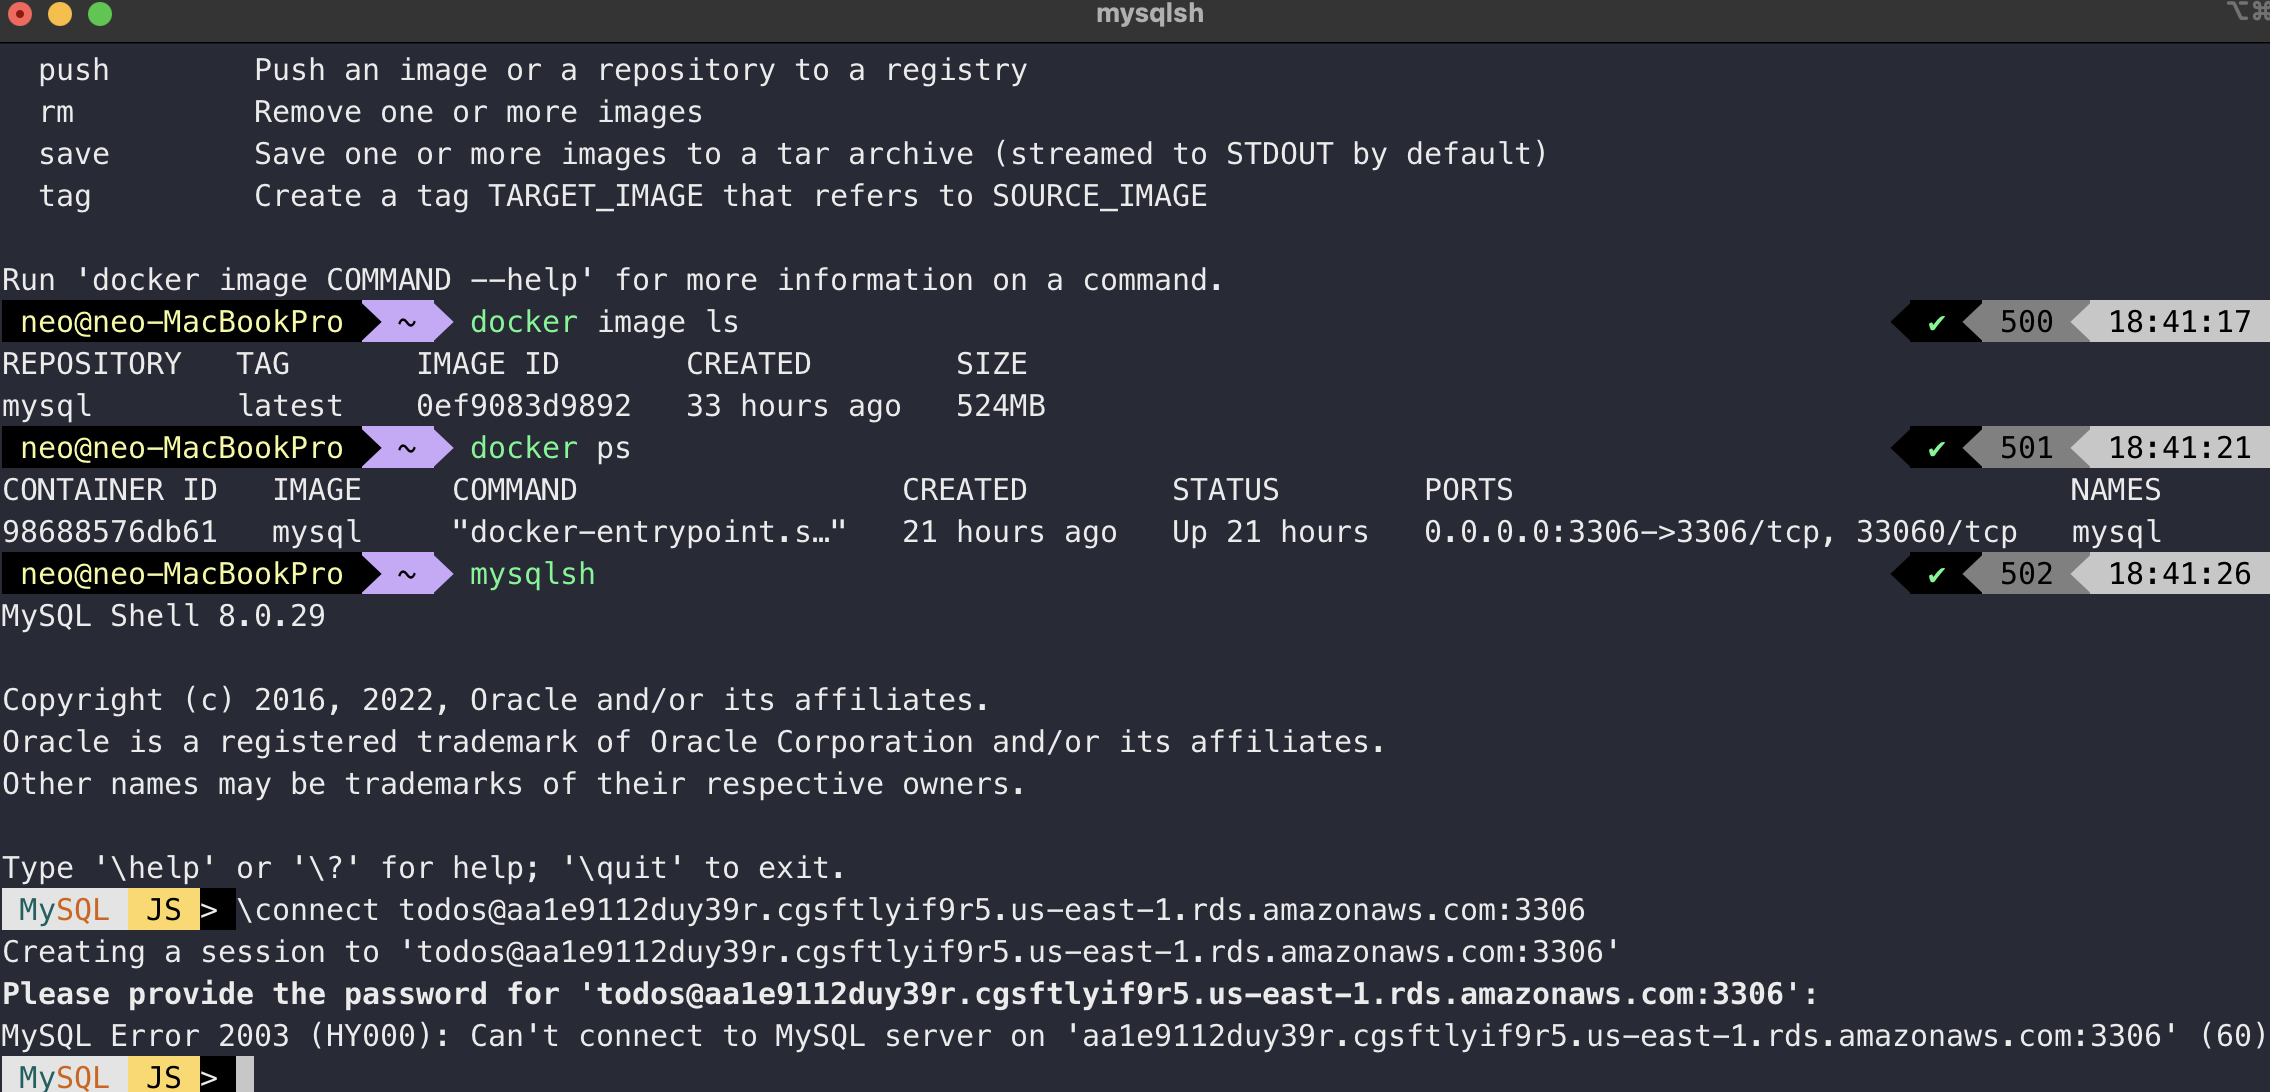 mysqlsh ⌥⌘
push Push an image or a repository to a registry
rm Remove one or more images
save Save one or more images to a tar archive (streamed to STDOUT by default)
tag Create a tag TARGET_IMAGE that refers to SOURCE_IMAGE
Run 'docker image COMMAND --help' for more information on a command.
neo@neo-MacBookPro ~ docker image ls ✔ 500 18:41:17
REPOSITORY TAG IMAGE ID CREATED SIZE
mysql latest 0ef9083d9892 33 hours ago 524MB
neo@neo-MacBookPro ~ docker ps ✔ 501 18:41:21
CONTAINER ID IMAGE COMMAND CREATED STATUS PORTS NAMES
98688576db61 mysql "docker-entrypoint.s…" 21 hours ago Up 21 hours 0.0.0.0:3306->3306/tcp, 33060/tcp mysql
neo@neo-MacBookPro ~ mysqlsh ✔ 502 18:41:26
MySQL Shell 8.0.29
Copyright (c) 2016, 2022, Oracle and/or its affiliates.
Oracle is a registered trademark of Oracle Corporation and/or its affiliates.
Other names may be trademarks of their respective owners.
Type '\help' or '\?' for help; '\quit' to exit.
MySQL JS > \connect todos@aa1e9112duy39r.cgsftlyif9r5.us-east-1.rds.amazonaws.com:3306
Creating a session to 'todos@aa1e9112duy39r.cgsftlyif9r5.us-east-1.rds.amazonaws.com:3306'
Please provide the password for 'todos@aa1e9112duy39r.cgsftlyif9r5.us-east-1.rds.amazonaws.com:3306':
MySQL Error 2003 (HY000): Can't connect to MySQL server on 'aa1e9112duy39r.cgsftlyif9r5.us-east-1.rds.amazonaws.com:3306' (60)
MySQL JS >